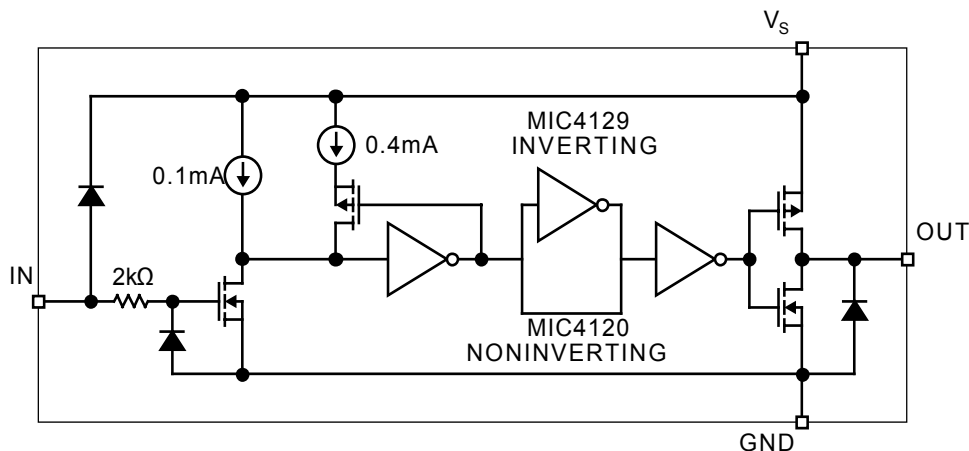 VS
MIC4129
INVERTING
0.4mA
0.1mA
OUT
IN
2kΩ
MIC4120
NONINVERTING
GND